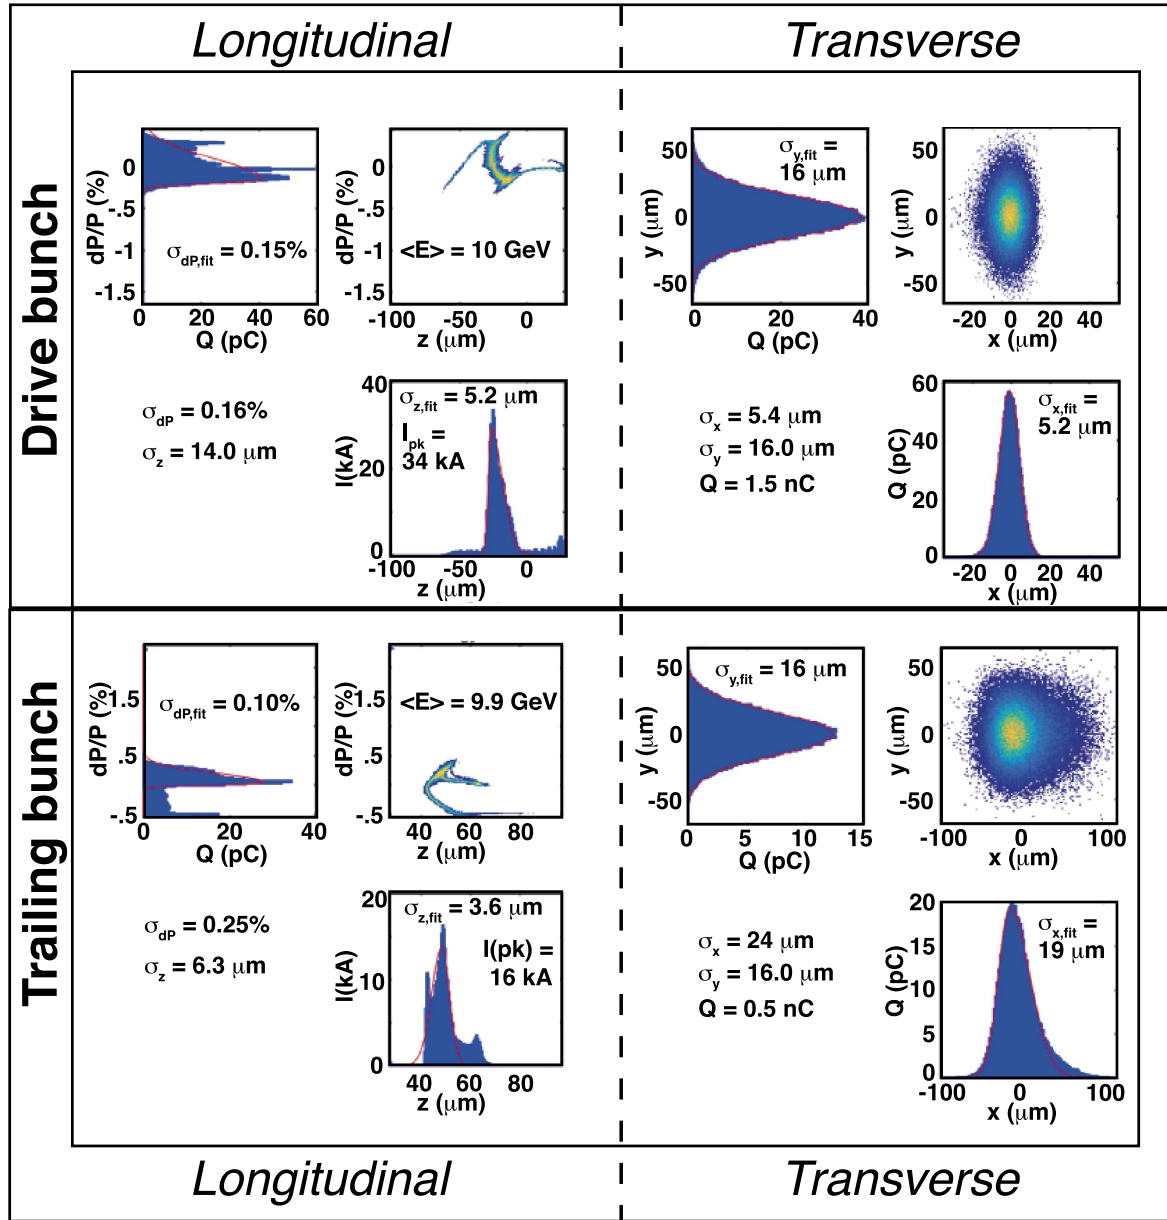 Longitudinal
Transverse
Drive bunch
dP/P (%)
0
-.5
-1
-1.5
σdP,fit = 0.15%
0 20 40 60
Q (pC)
dP/P (%)
0
-.5
-1
-1.5
<E> = 10 GeV
-100 -50 0
z (μm)
σy,fit =
16 μm
y (μm)
50
0
-50
0 20 40
Q (pC)
y (μm)
50
0
-50
-20 0 20 40
x (μm)
σdP = 0.16%
σz = 14.0 μm
I(kA)
40
20
0
σz,fit = 5.2 μm
Ipk =
34 kA
-100 -50 0
z (μm)
σx = 5.4 μm
σy = 16.0 μm
Q = 1.5 nC
Q (pC)
60
40
20
0
σx,fit =
5.2 μm
-20 0 20 40
x (μm)
Trailing bunch
dP/P (%)
1.5
.5
-.5
σdP,fit = 0.10%
0 20 40
Q (pC)
dP/P (%)
1.5
.5
-.5
<E> = 9.9 GeV
40 60 80
z (μm)
σy,fit = 16 μm
y (μm)
50
0
-50
0 5 10 15
Q (pC)
y (μm)
50
0
-50
-100 0 100
x (μm)
σdP = 0.25%
σz = 6.3 μm
I(kA)
20
10
0
σz,fit = 3.6 μm
I(pk) =
16 kA
40 60 80
z (μm)
σx = 24 μm
σy = 16.0 μm
Q = 0.5 nC
Q (pC)
20
15
10
5
0
σx,fit =
19 μm
-100 0 100
x (μm)
Longitudinal
Transverse